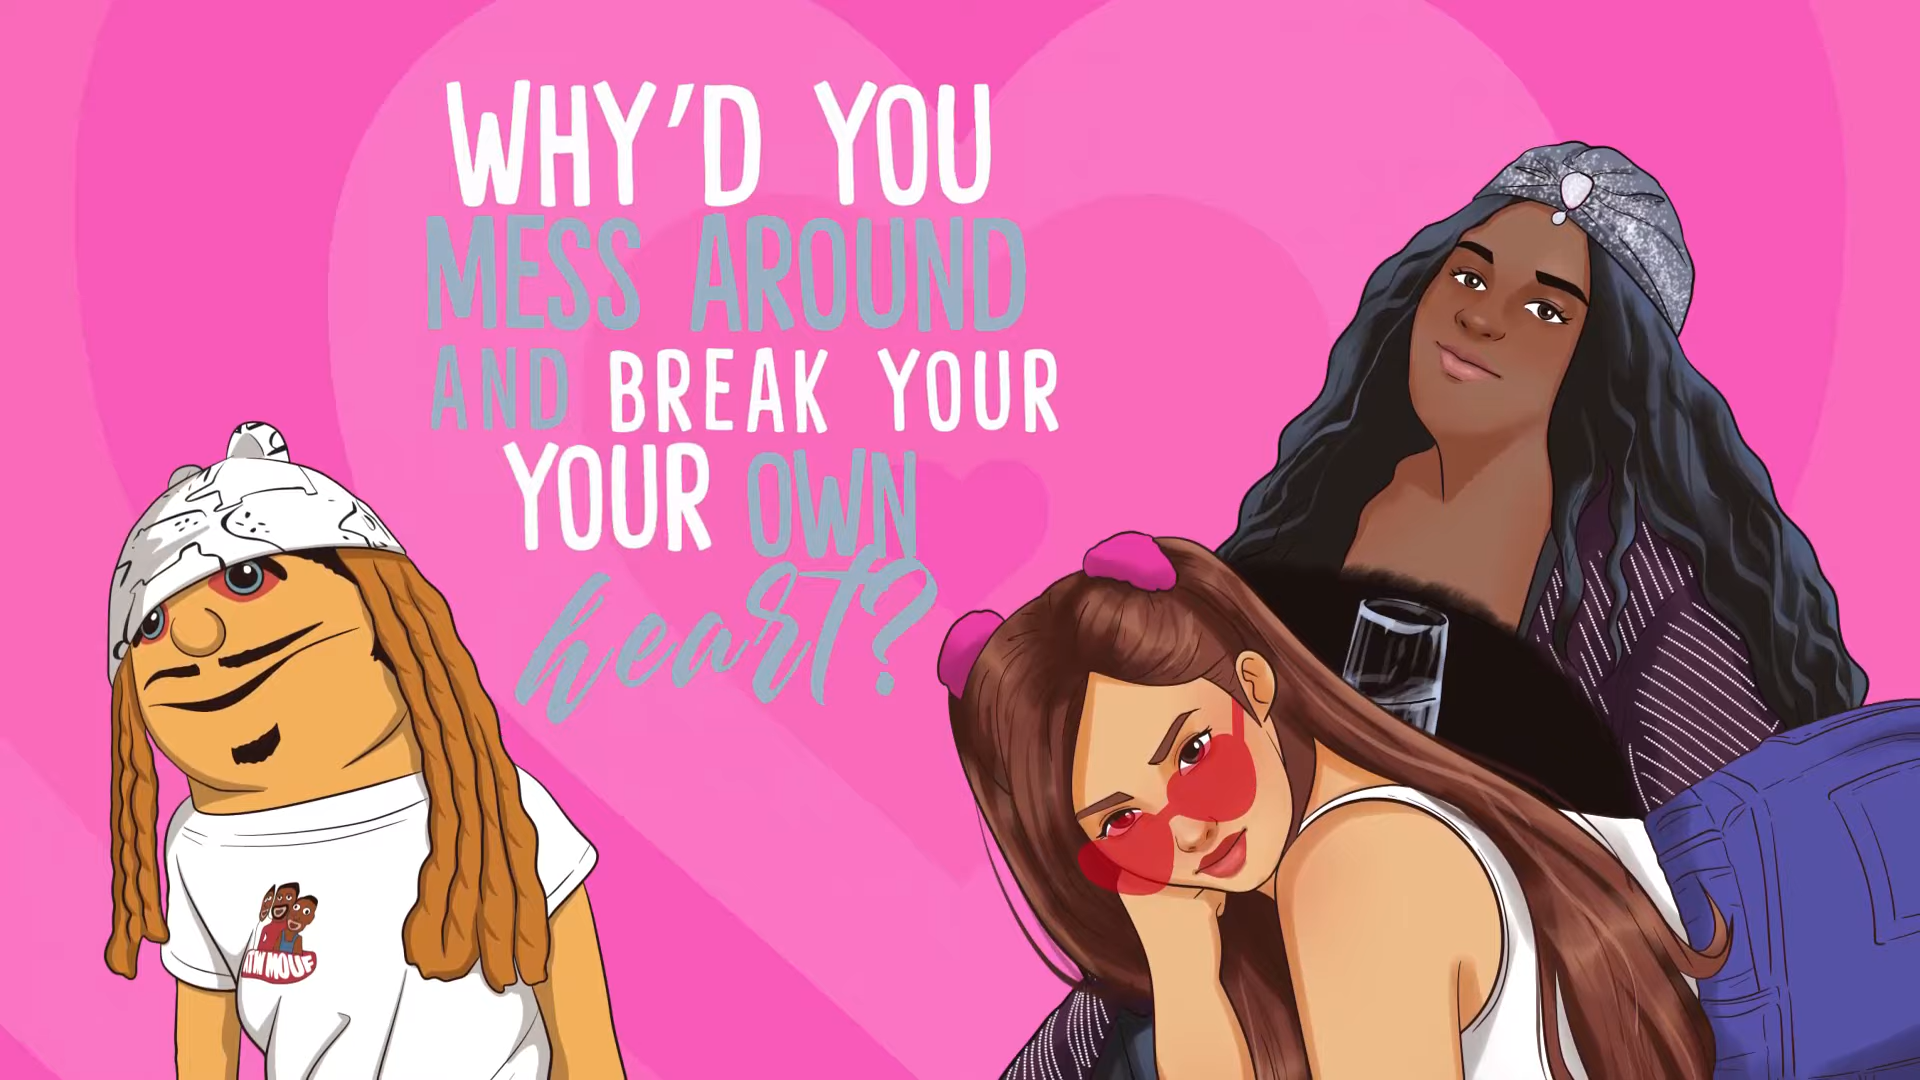 WHY'D YOU
MESS AROUND
AND BREAK YOUR
YOUR OWN
heart?